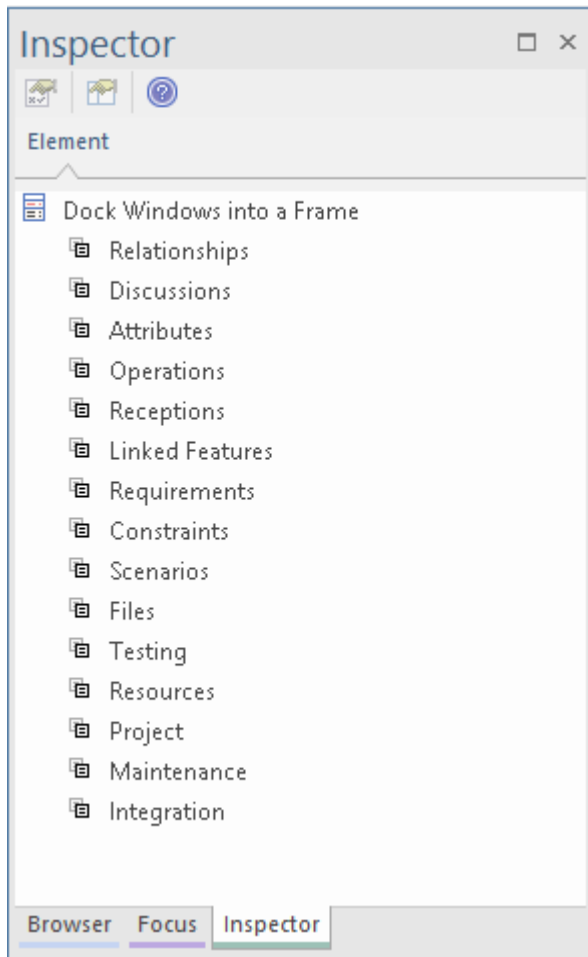 Inspector
Element
Dock Windows into a Frame
Relationships
Discussions
Attributes
Operations
Receptions
Linked Features
Requirements
Constraints
Scenarios
Files
Testing
Resources
Project
Maintenance
Integration
Browser Focus Inspector